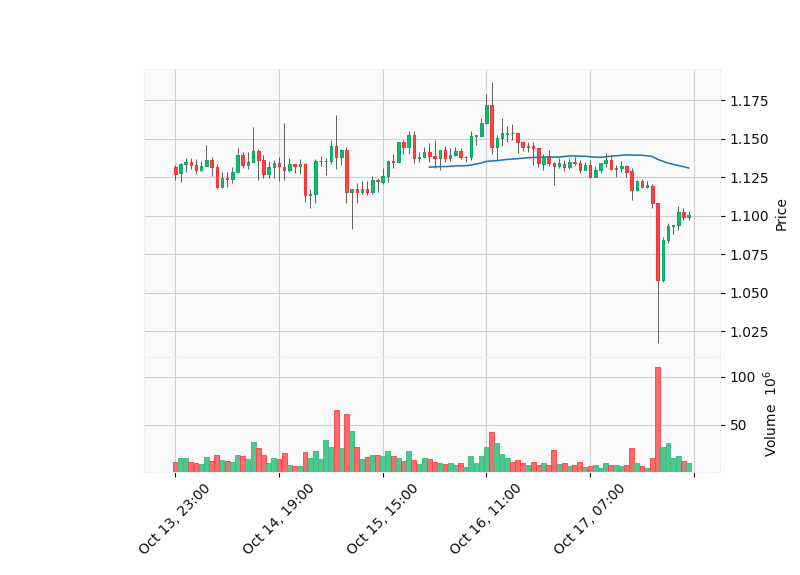 1.175
1.150
1.125
1.100
1.075
1.050
1.025
Price
100
50
Volume 10⁶
Oct 13, 23:00
Oct 14, 19:00
Oct 15, 15:00
Oct 16, 11:00
Oct 17, 07:00